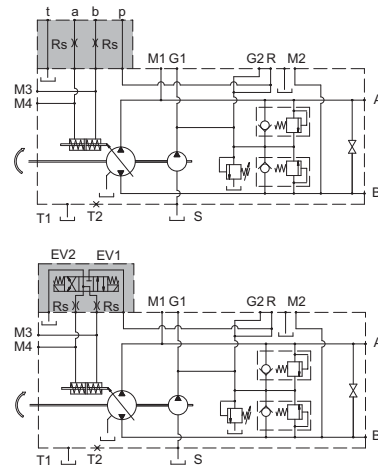 t a b p
Rs Rs
M1 G1 G2 R M2
M3
M4
A
B
T1 T2 S
EV2 EV1
Rs Rs
M1 G1 G2 R M2
M3
M4
A
B
T1 T2 S